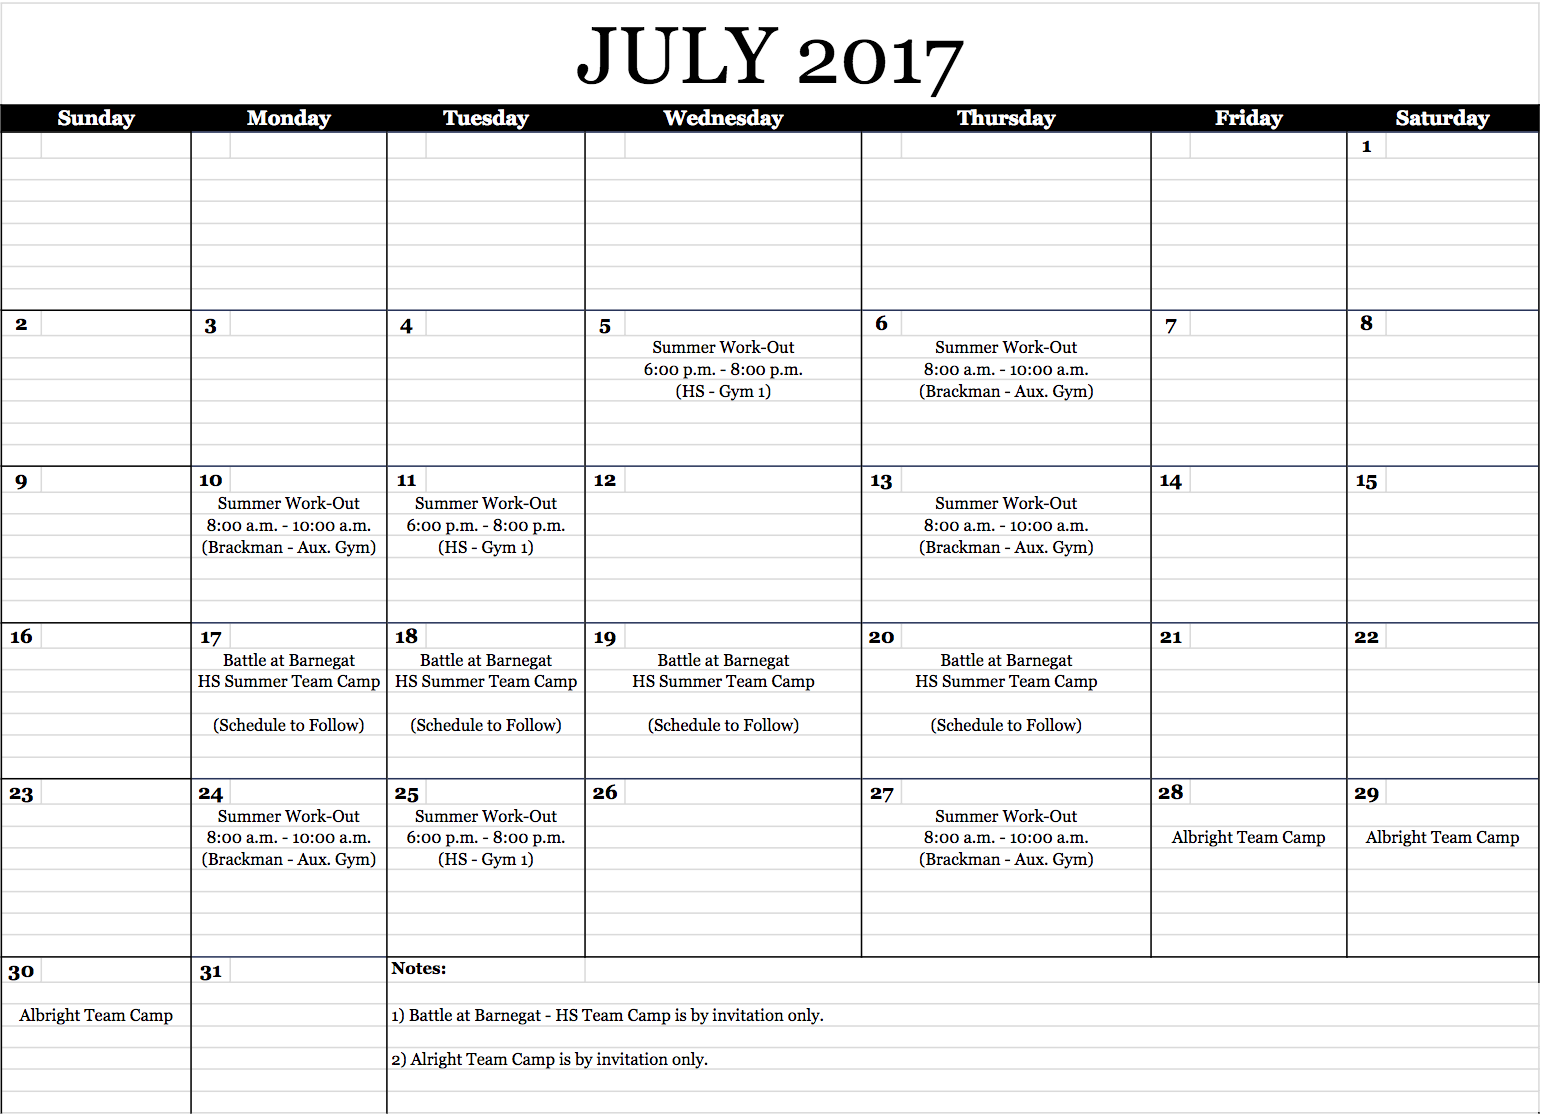 JULY 2017
Sunday Monday Tuesday Wednesday Thursday Friday Saturday
1
2 3 4 5 6 7 8
Summer Work-Out Summer Work-Out
6:00 p.m. - 8:00 p.m. 8:00 a.m. - 10:00 a.m.
(HS - Gym 1) (Brackman - Aux. Gym)
9 10 11 12 13 14 15
Summer Work-Out Summer Work-Out Summer Work-Out
8:00 a.m. - 10:00 a.m. 6:00 p.m. - 8:00 p.m. 8:00 a.m. - 10:00 a.m.
(Brackman - Aux. Gym) (HS - Gym 1) (Brackman - Aux. Gym)
16 17 18 19 20 21 22
Battle at Barnegat Battle at Barnegat Battle at Barnegat Battle at Barnegat
HS Summer Team Camp HS Summer Team Camp HS Summer Team Camp HS Summer Team Camp
(Schedule to Follow) (Schedule to Follow) (Schedule to Follow) (Schedule to Follow)
23 24 25 26 27 28 29
Summer Work-Out Summer Work-Out Summer Work-Out
8:00 a.m. - 10:00 a.m. 6:00 p.m. - 8:00 p.m. 8:00 a.m. - 10:00 a.m. Albright Team Camp Albright Team Camp
(Brackman - Aux. Gym) (HS - Gym 1) (Brackman - Aux. Gym)
30 31 Notes:
Albright Team Camp 1) Battle at Barnegat - HS Team Camp is by invitation only.
2) Alright Team Camp is by invitation only.